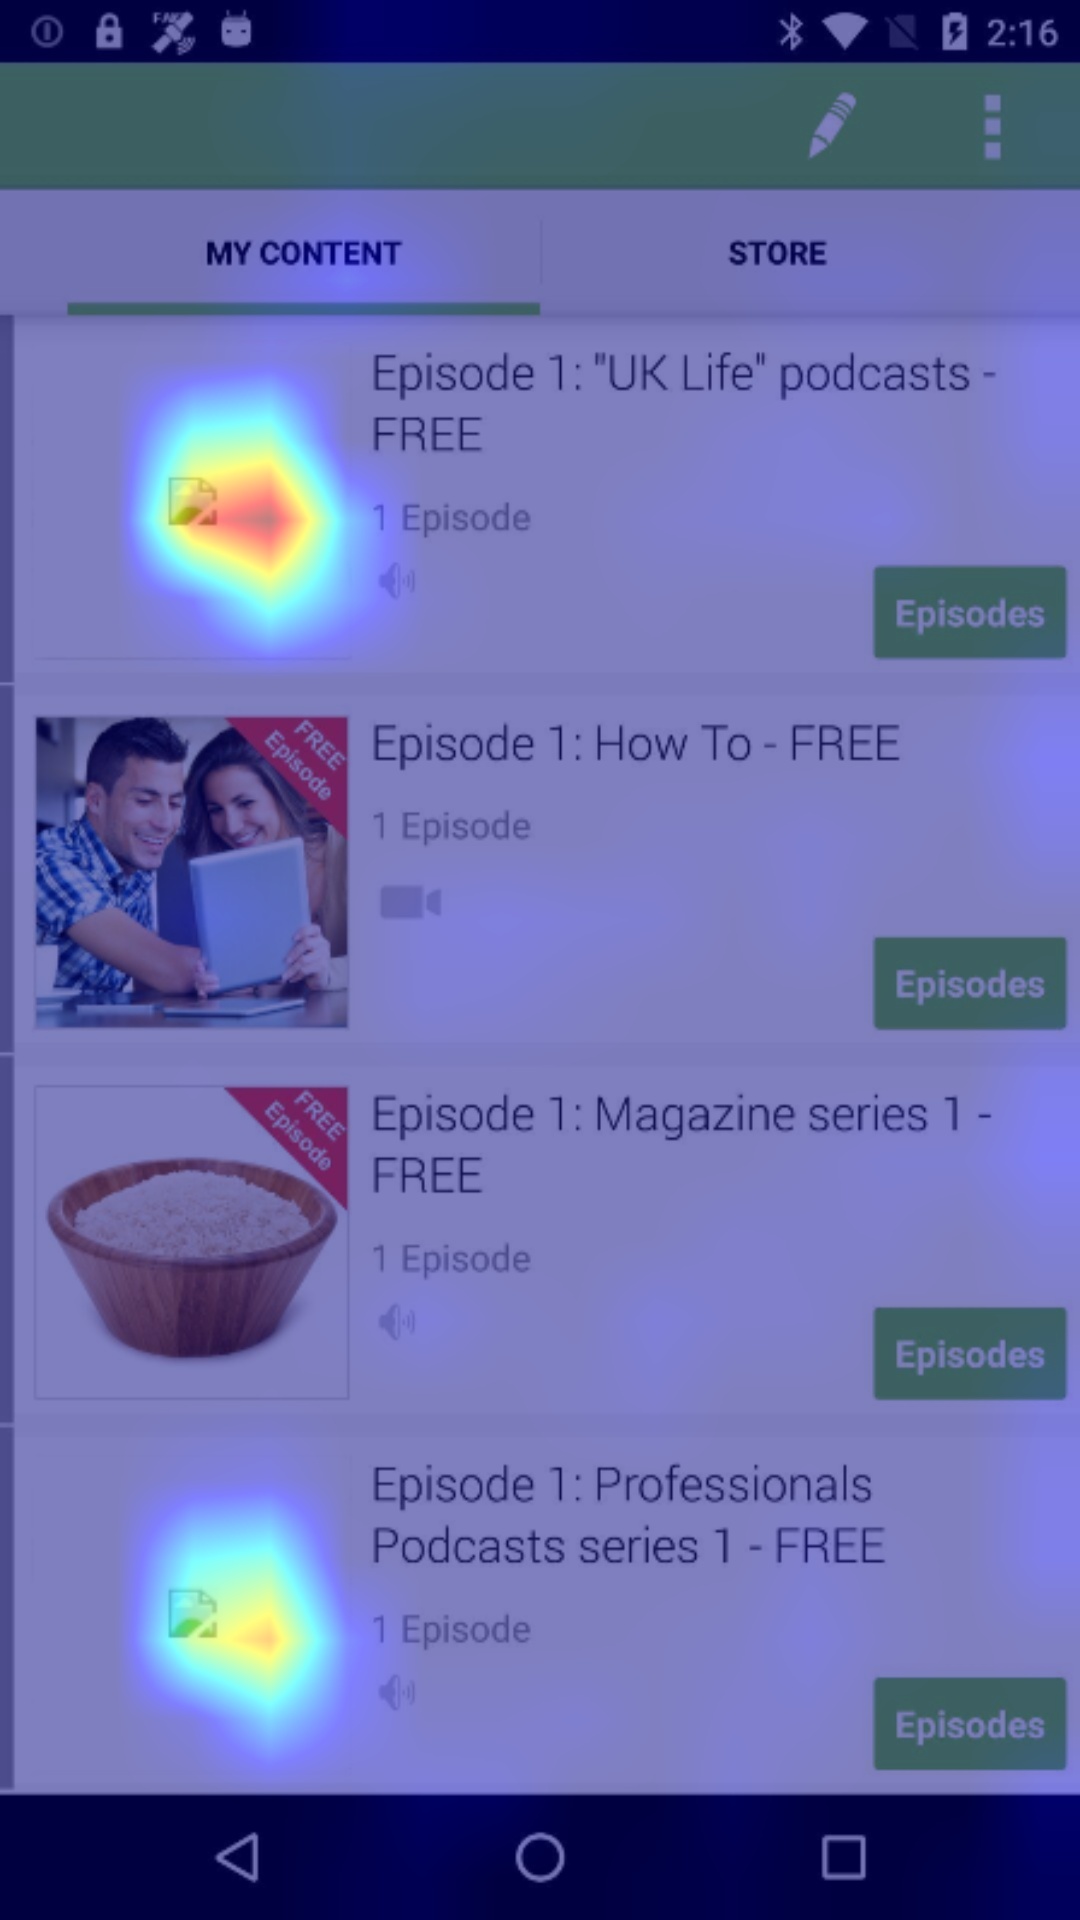 2:16
MY CONTENT
STORE
Episode 1: "UK Life" podcasts -
FREE
1 Episode
Episodes
FREE
Episode
Episode 1: How To - FREE
1 Episode
Episodes
FREE
Episode
Episode 1: Magazine series 1 -
FREE
1 Episode
Episodes
Episode 1: Professionals
Podcasts series 1 - FREE
1 Episode
Episodes